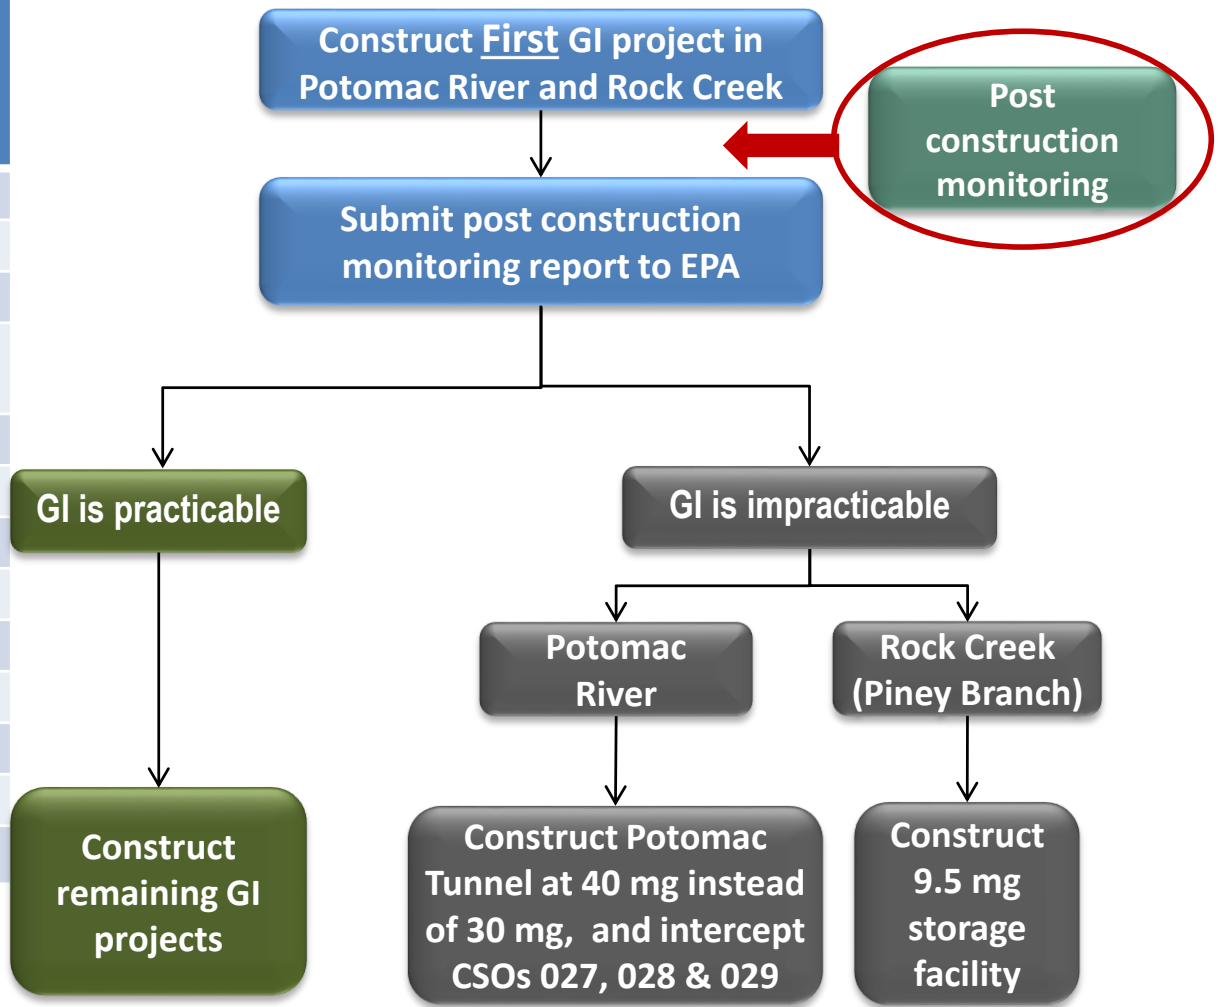 Construct First GI project in
Potomac River and Rock Creek
Post
construction
monitoring
Submit post construction
monitoring report to EPA
GI is practicable
GI is impracticable
Potomac
River
Rock Creek
(Piney Branch)
Construct
remaining GI
projects
Construct Potomac
Tunnel at 40 mg instead
of 30 mg, and intercept
CSOs 027, 028 & 029
Construct
9.5 mg
storage
facility